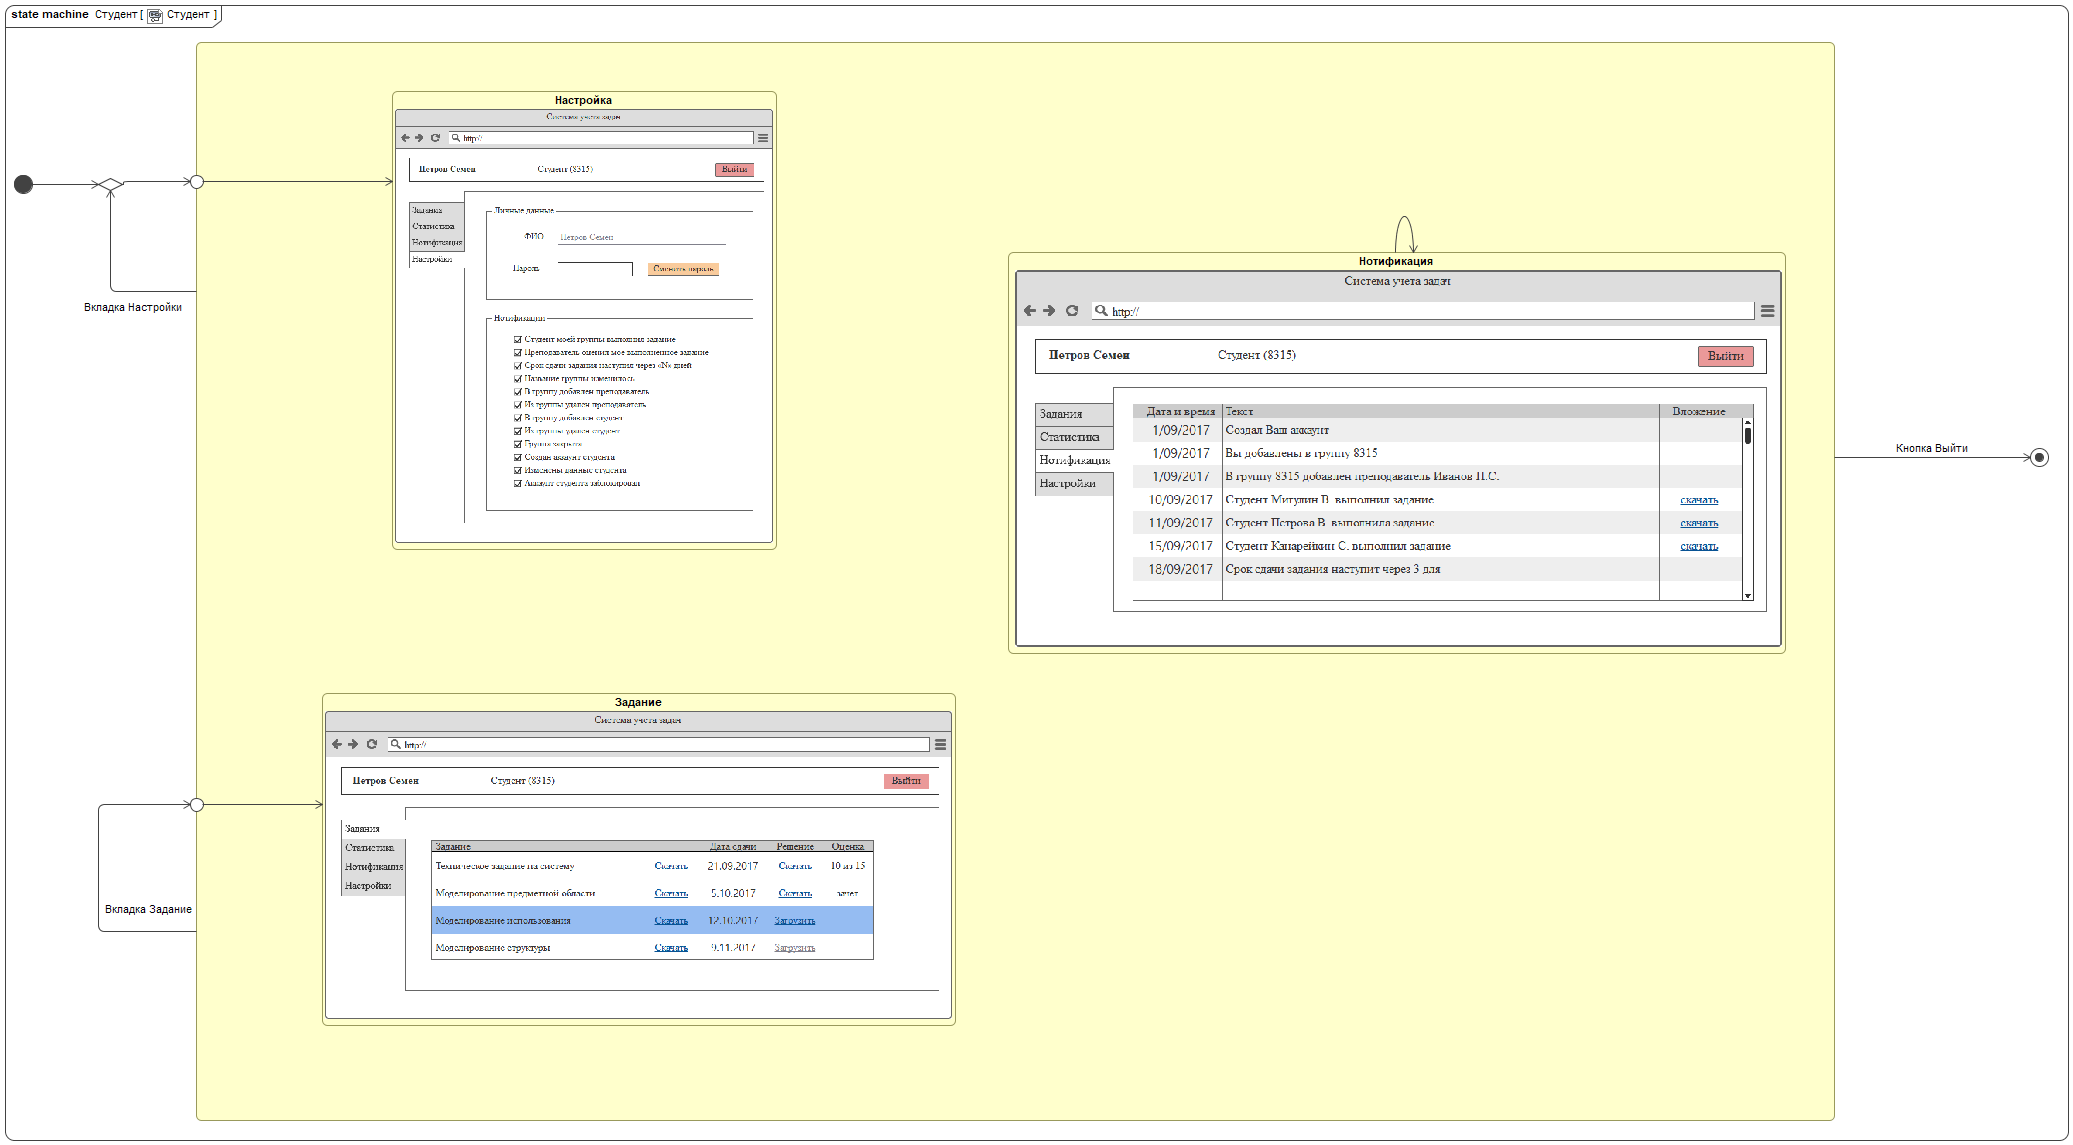 state machine Студент [ Студент ]
Настройка
Система учета задач
http://
Петров Семен Студент (8315) Выйти
Задания
Статистика
Нотификация
Настройки
Личные данные
ФИО Петров Семен
Пароль Сменить пароль
Нотификации
Студент моей группы выполнил задание
Преподаватель оценил мое выполненное задание
Срок сдачи задания наступил через «N» дней
Название группы изменилось
В группу добавлен преподаватель
Из группы удален преподаватель
В группу добавлен студент
Из группы удален студент
Группа закрыта
Создан аккаунт студента
Изменены данные студента
Аккаунт студента заблокирован
Вкладка Настройки
Нотификация
Система учета задач
http://
Петров Семен Студент (8315) Выйти
Задания
Статистика
Нотификация
Настройки
Дата и время Текст Вложение
1/09/2017 Создал Ваш аккаунт
1/09/2017 Вы добавлены в группу 8315
1/09/2017 В группу 8315 добавлен преподаватель Иванов П.С.
10/09/2017 Студент Митулин В. выполнил задание скачать
11/09/2017 Студент Петрова В. выполнила задание скачать
15/09/2017 Студент Канарейкин С. выполнил задание скачать
18/09/2017 Срок сдачи задания наступит через 3 для
Кнопка Выйти
Задание
Система учета задач
http://
Петров Семен Студент (8315) Выйти
Задания
Статистика
Нотификация
Настройки
Задание Дата сдачи Решение Оценка
Техническое задание на систему Скачать 21.09.2017 Скачать 10 из 15
Моделирование предметной области Скачать 5.10.2017 Скачать зачет
Моделирование использования Скачать 12.10.2017 Загрузить
Моделирование структуры Скачать 9.11.2017 Загрузить
Вкладка Задание